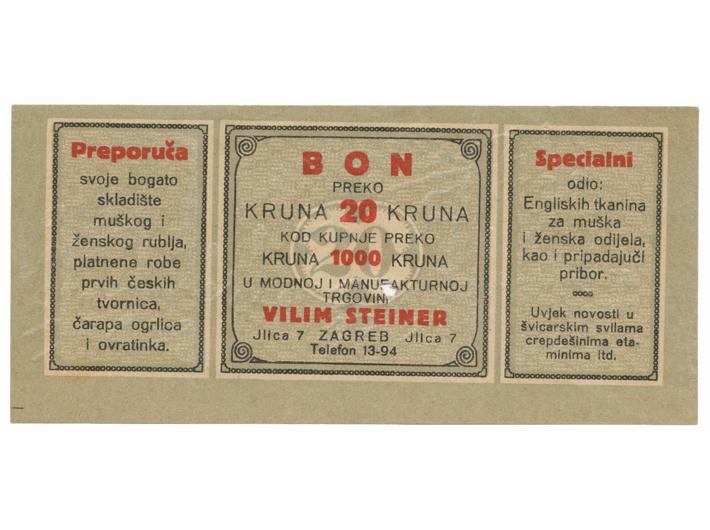 Preporuča
svoje bogato
skladište
muškog i
ženskog rublja,
platnene robe
prvih českih
tvornica,
čarapa ogrlica
i ovratinka.
BON
PREKO
KRUNA 20 KRUNA
KOD KUPNJE PREKO
KRUNA 1000 KRUNA
U MODNOJ I MANUFAKTURNOJ
TRGOVINI,
VILIM STEINER
Jlica 7 ZAGREB Jlica 7
Telefon 13-94
Specialni
odio:
Engliskih tkanina
za muška
i ženska odijela,
kao i pripadajući
pribor.
Uvjek novosti u
švicarskim svilama
crepdešinima eta-
minima itd.